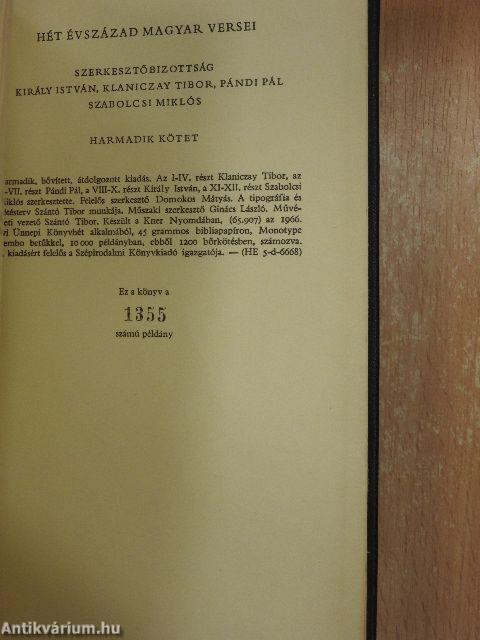 HÉT ÉVSZÁZAD MAGYAR VERSEI
SZERKESZTŐBIZOTTSÁG
KIRÁLY ISTVÁN, KLANICZAY TIBOR, PÁNDI PÁL
SZABOLCSI MIKLÓS
HARMADIK KÖTET
armadik, bővített, átdolgozott kiadás. Az I-IV. részt Klaniczay Tibor, az
-VII. részt Pándi Pál, a VIII-X. részt Király István, a XI-XII. részt Szabolcsi
iklós szerkesztette. Felelős szerkesztő Domokos Mátyás. A tipográfia és
ötésterv Szántó Tibor munkája. Műszaki szerkesztő Ginács László. Művé-
eti vezető Szántó Tibor. Készült a Kner Nyomdában, (65.907) az 1966.
zi Ünnepi Könyvhét alkalmából, 45 grammos bibliapapíron, Monotype
embo betűkkel, 10 000 példányban, ebből 1200 bőrkötésben, számozva.
. kiadásért felelős a Szépirodalmi Könyvkiadó igazgatója. — (HE 5-d-6668)
Ez a könyv a
1355
számú példány
Antikvárium.hu